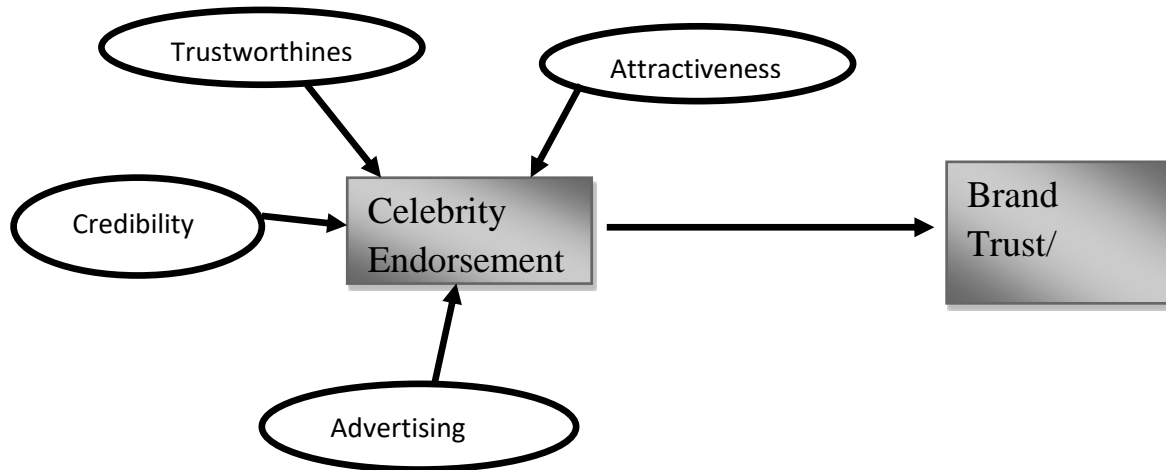 Trustworthines
Attractiveness
Credibility
Celebrity
Endorsement
Brand
Trust/
Advertising